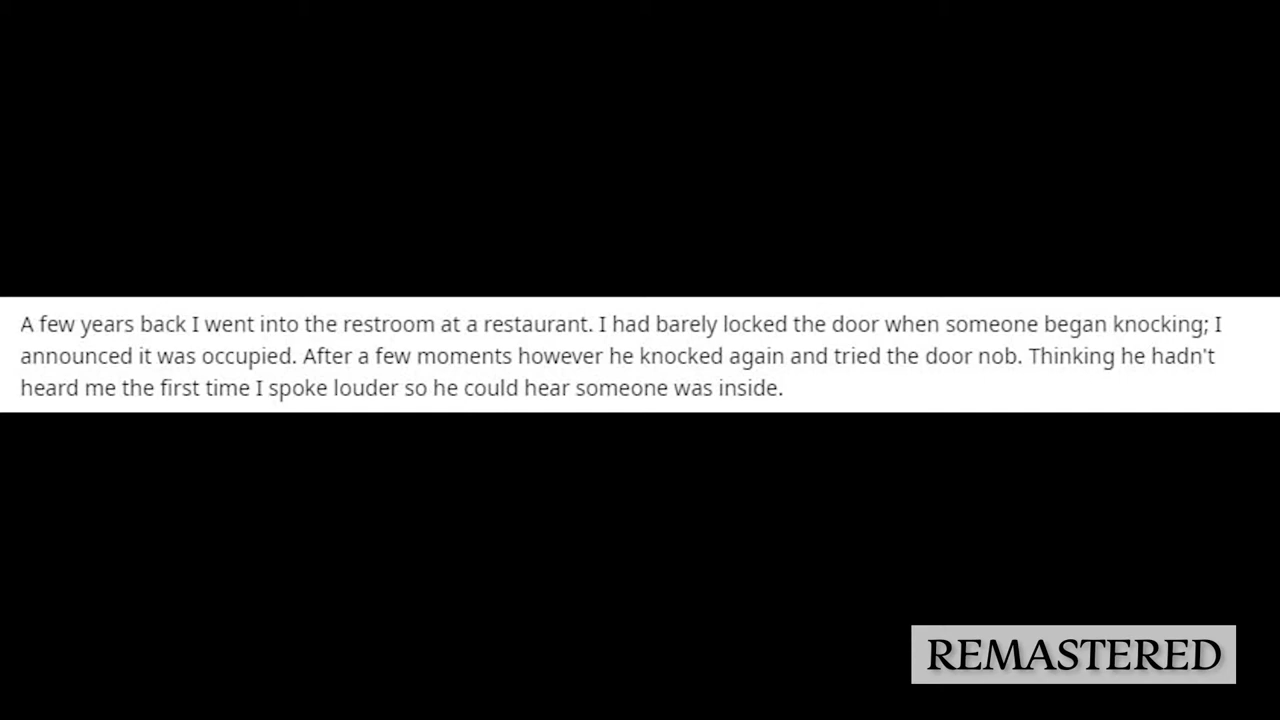 A few years back I went into the restroom at a restaurant. I had barely locked the door when someone began knocking; I
announced it was occupied. After a few moments however he knocked again and tried the door nob. Thinking he hadn't
heard me the first time I spoke louder so he could hear someone was inside.
REMASTERED